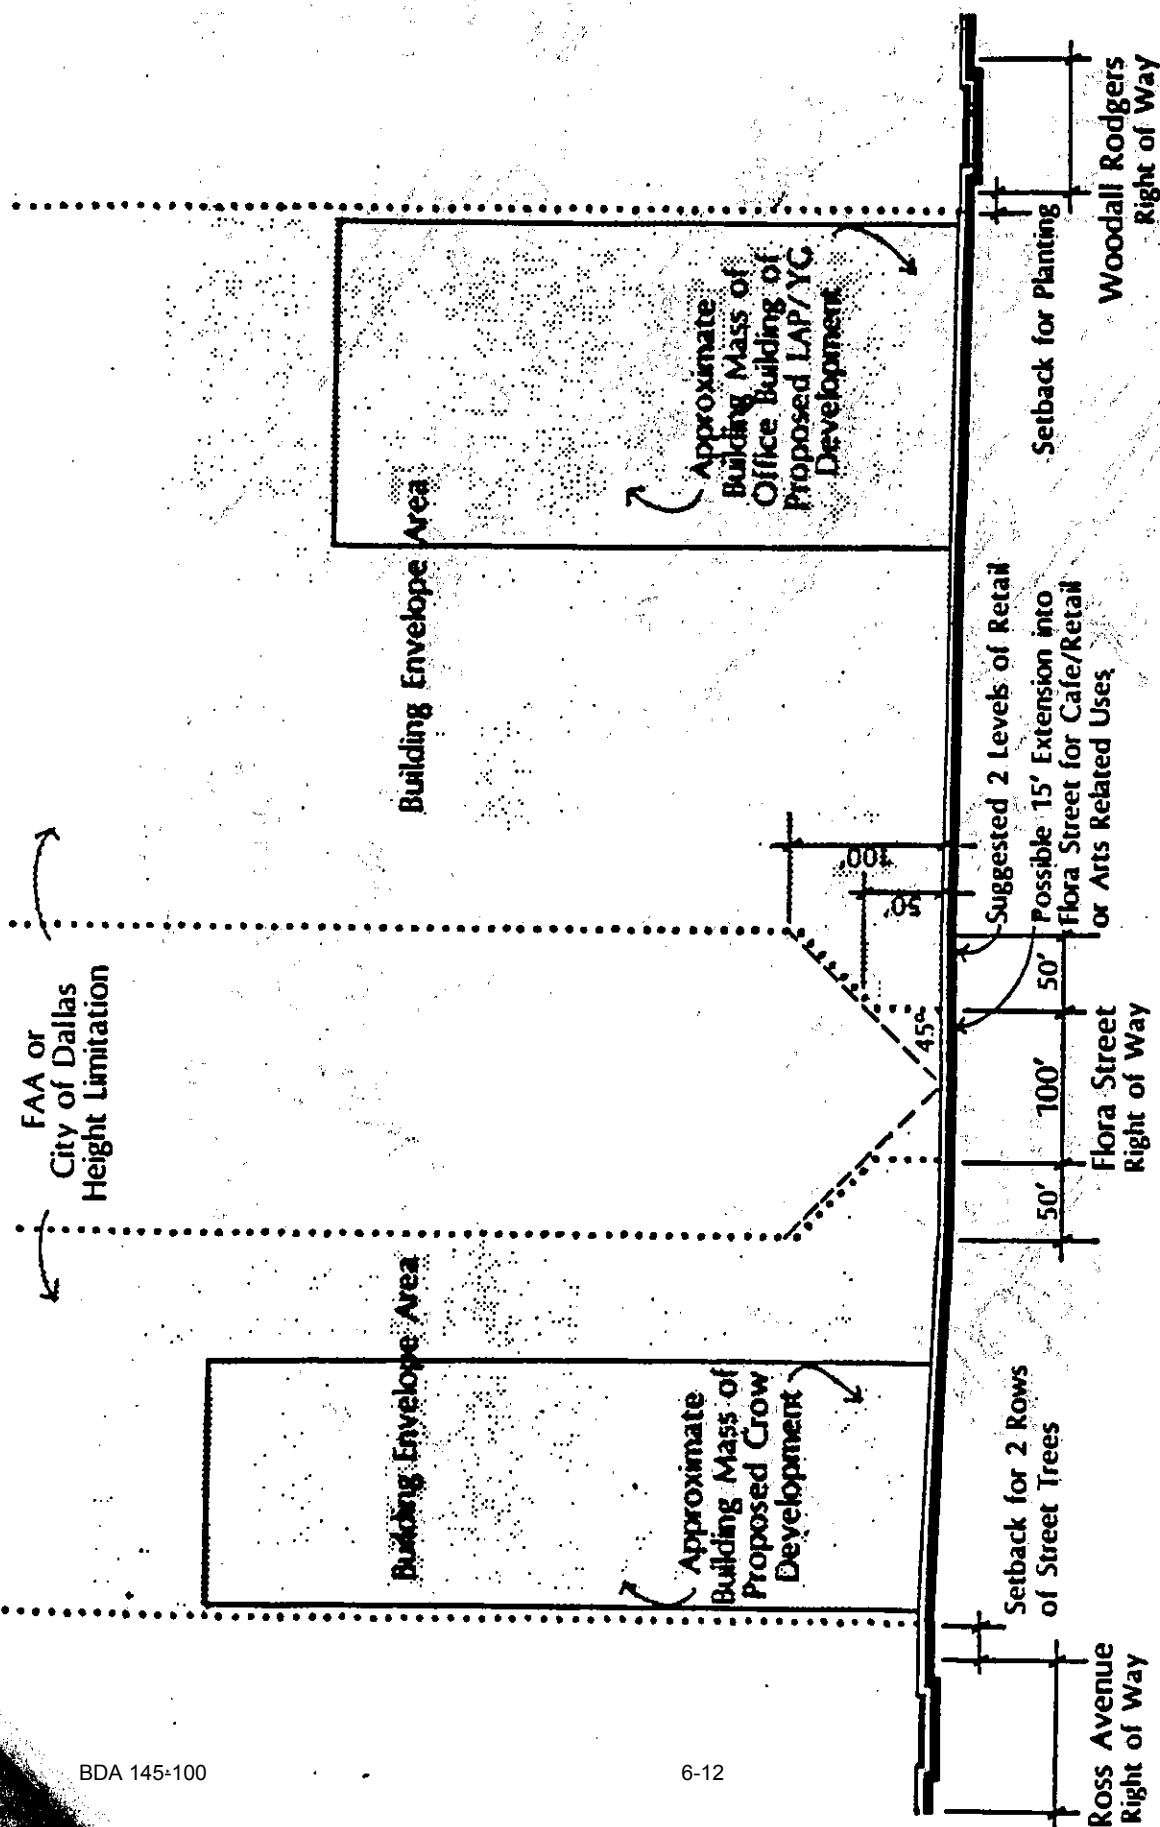 FAA or
City of Dallas
Height Limitation
Building Envelope Area
Building Envelope Area
Approximate
Building Mass of
Proposed Crow
Development
Approximate
Building Mass of
Office Building of
Proposed LAP/YC
Development
100'
50'
45°
Suggested 2 Levels of Retail
Possible 15' Extension into
Flora Street for Cafe/Retail
or Arts Related Uses
50'
100'
50'
Setback for 2 Rows
of Street Trees
Setback for Planting
Ross Avenue
Right of Way
Flora Street
Right of Way
Woodall Rodgers
Right of Way
BDA 145-100
6-12